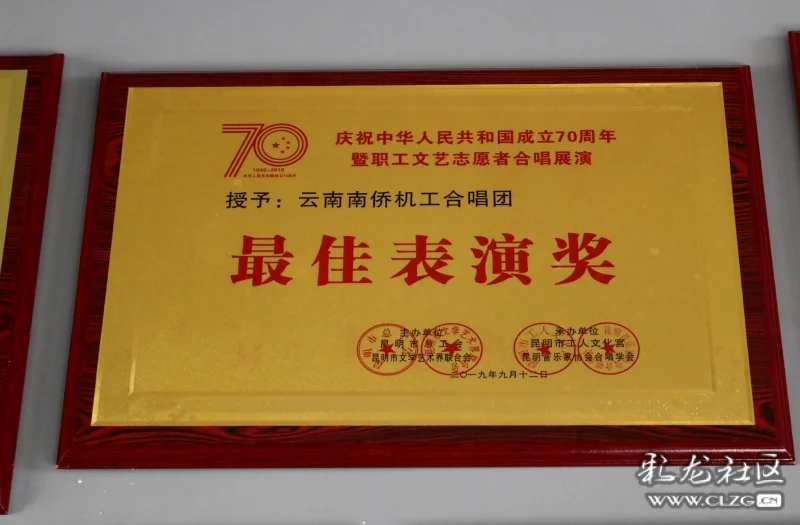 70
庆祝中华人民共和国成立70周年
暨职工文艺志愿者合唱展演
1949-2019
授予：云南南侨机工合唱团
最佳表演奖
主办单位
昆明市总工会
昆明市文学艺术界联合会
承办单位
昆明市工人文化宫
昆明音乐家协会合唱学会
二〇一九年九月十二日
彩龙社区
WWW.CLZG.CN